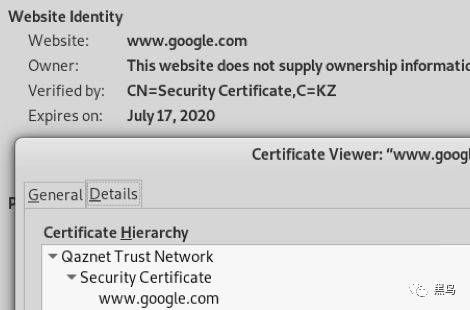 Website Identity
Website: www.google.com
Owner: This website does not supply ownership informatio
Verified by: CN=Security Certificate,C=KZ
Expires on: July 17, 2020
Certificate Viewer: “www.googl
P
General Details
Certificate Hierarchy
Qaznet Trust Network
Security Certificate
www.google.com
黑鸟